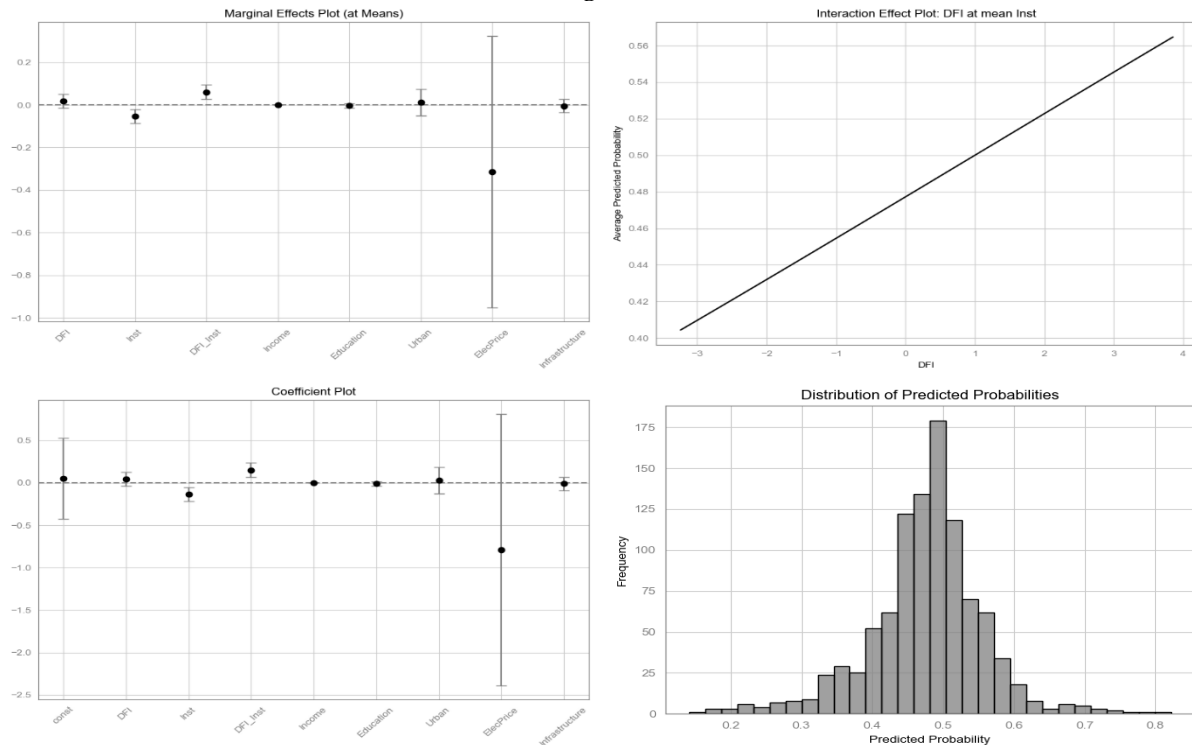 Marginal Effects Plot (at Means)
0.2
0.0
−0.2
−0.4
−0.6
−0.8
−1.0
DFI
Inst
DFI_Inst
Income
Education
Urban
ElecPrice
Infrastructure
Interaction Effect Plot: DFI at mean Inst
Average Predicted Probability
0.56
0.54
0.52
0.50
0.48
0.46
0.44
0.42
0.40
−3
−2
−1
0
1
2
3
4
DFI
Coefficient Plot
0.5
0.0
−0.5
−1.0
−1.5
−2.0
−2.5
const
DFI
Inst
DFI_Inst
Income
Education
Urban
ElecPrice
Infrastructure
Distribution of Predicted Probabilities
Frequency
175
150
125
100
75
50
25
0
0.2
0.3
0.4
0.5
0.6
0.7
0.8
Predicted Probability